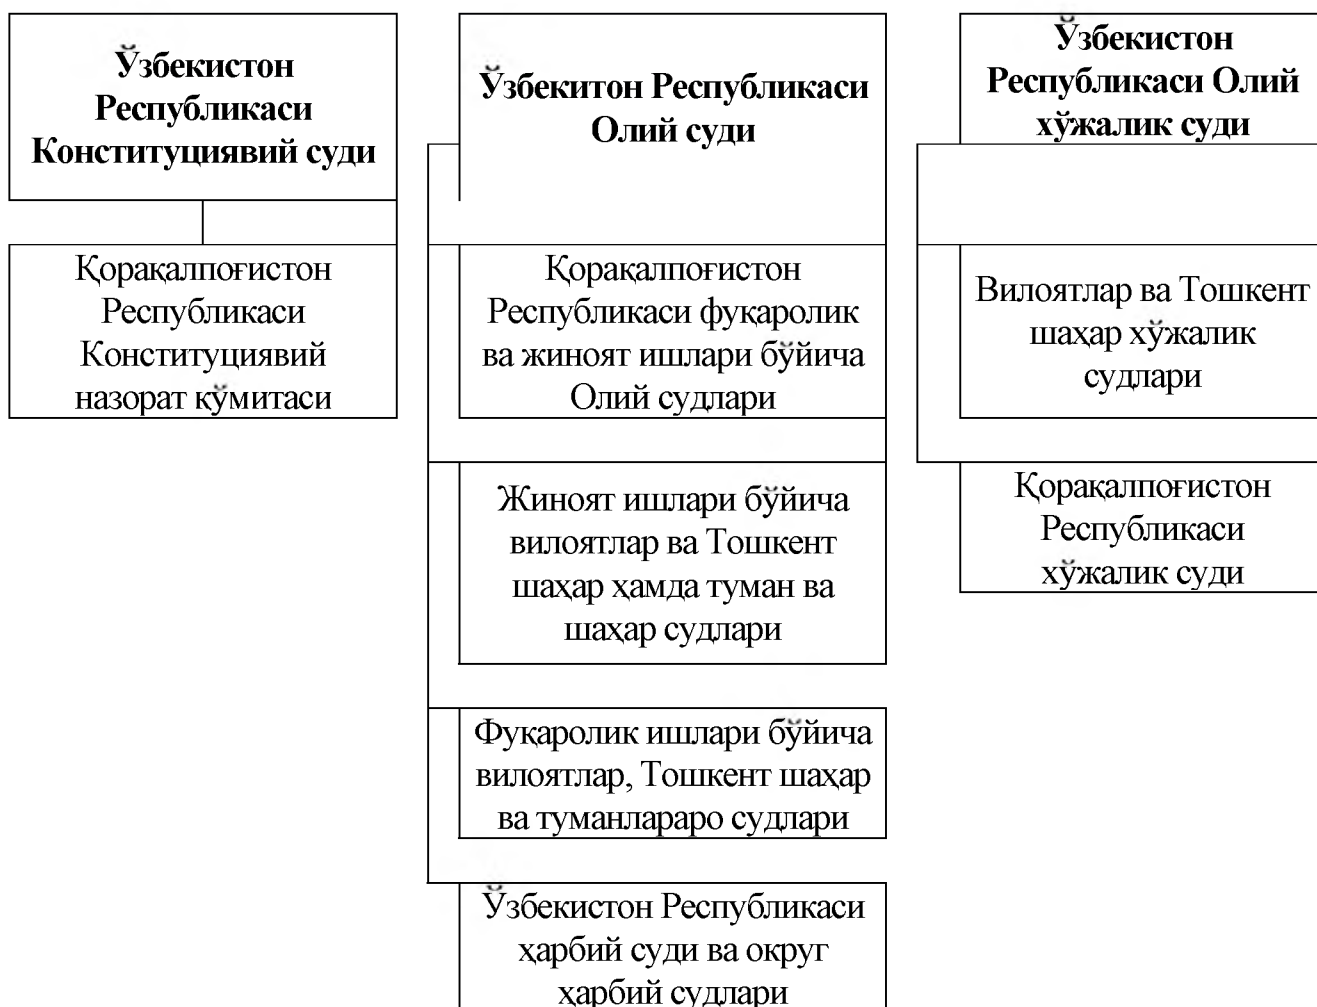 Ўзбекистон
Республикаси
Конституциявий суди
Ўзбекитон Республикаси
Олий суди
Ўзбекистон
Республикаси Олий
хўжалик суди
Қорақалпоғистон
Республикаси
Конституциявий
назорат қўмитаси
Қорақалпоғистон
Республикаси фуқаролик
ва жиноят ишлари бўйича
Олий судлари
Вилоятлар ва Тошкент
шаҳар хўжалик
судлари
Жиноят ишлари бўйича
вилоятлар ва Тошкент
шаҳар ҳамда туман ва
шаҳар судлари
Қорақалпоғистон
Республикаси
хўжалик суди
Фуқаролик ишлари бўйича
вилоятлар, Тошкент шаҳар
ва туманлараро судлари
Ўзбекистон Республикаси
ҳарбий суди ва округ
ҳарбий судлари